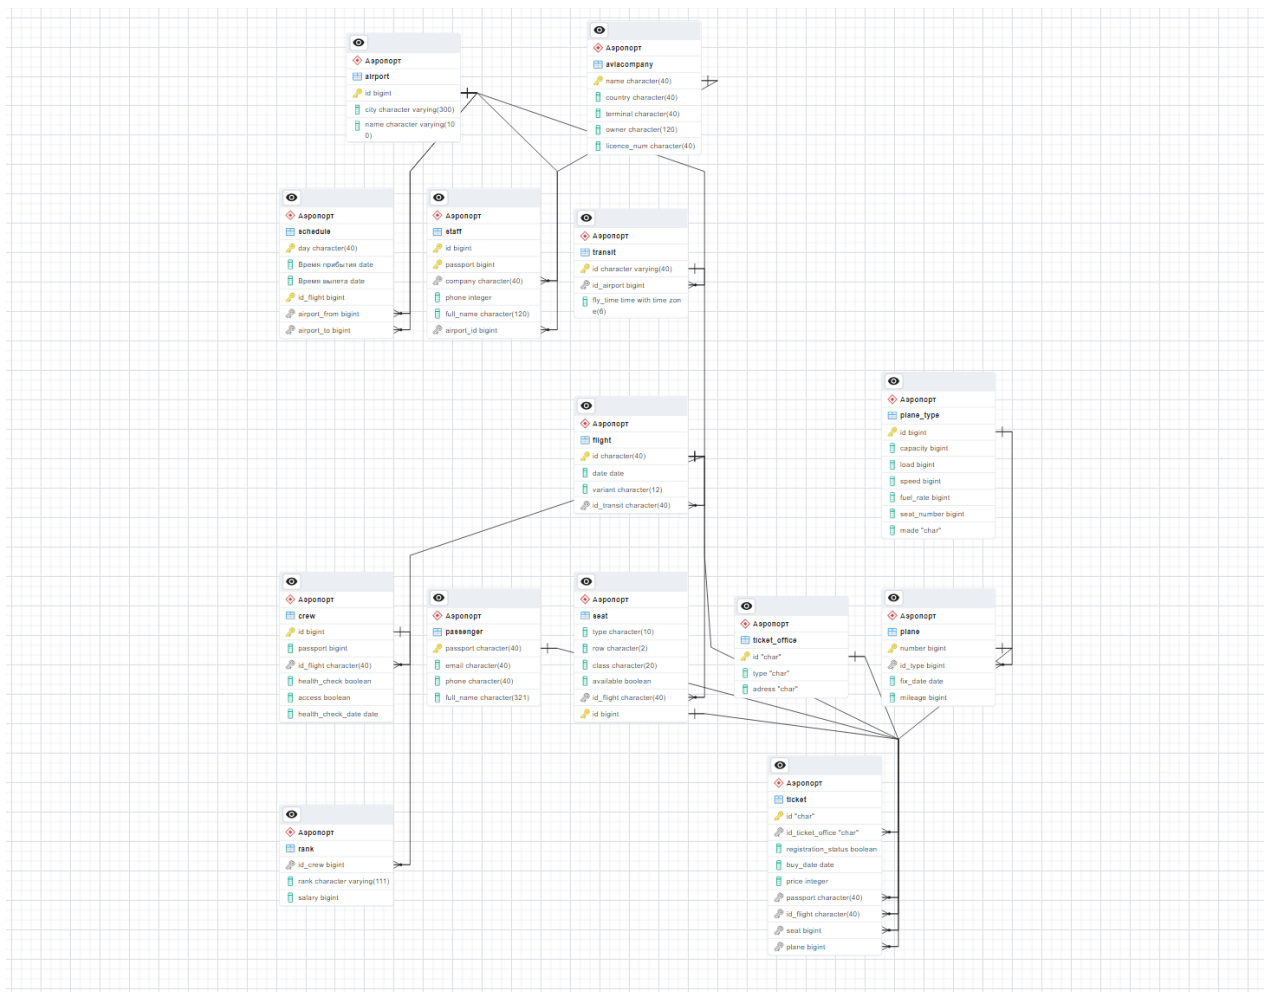 Аэропорт
airport
id bigint
city character varying(300)
name character varying(10
0)
Аэропорт
aviacompany
name character(40)
country character(40)
terminal character(40)
owner character(120)
licence_num character(40)
Аэропорт
schedule
day character(40)
Время прибытия date
Время вылета date
id_flight bigint
airport_from bigint
airport_to bigint
Аэропорт
staff
id bigint
passport bigint
company character(40)
phone integer
full_name character(120)
airport_id bigint
Аэропорт
transit
id character varying(40)
id_airport bigint
fly_time time with time zon
e(6)
Аэропорт
flight
id character(40)
date date
variant character(12)
id_transit character(40)
Аэропорт
plane_type
id bigint
capacity bigint
load bigint
speed bigint
fuel_rate bigint
seat_number bigint
made "char"
Аэропорт
crew
id bigint
passport bigint
id_flight character(40)
health_check boolean
access boolean
health_check_date date
Аэропорт
passenger
passport character(40)
email character(40)
phone character(40)
full_name character(321)
Аэропорт
seat
type character(10)
row character(2)
class character(20)
available boolean
id_flight character(40)
id bigint
Аэропорт
ticket_office
id "char"
type "char"
adress "char"
Аэропорт
plane
number bigint
id_type bigint
fix_date date
mileage bigint
Аэропорт
rank
id_crew bigint
rank character varying(111)
salary bigint
Аэропорт
ticket
id "char"
id_ticket_office "char"
registration_status boolean
buy_date date
price integer
passport character(40)
id_flight character(40)
seat bigint
plane bigint